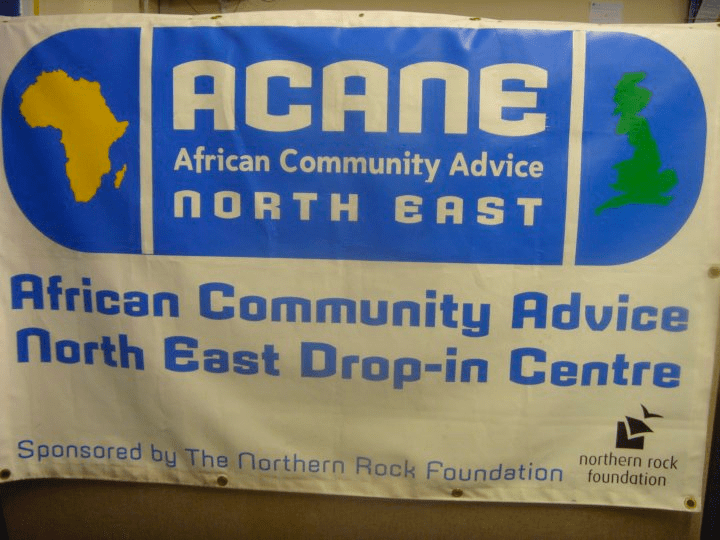 ACANE
African Community Advice
NORTH EAST
African Community Advice
North East Drop-in Centre
Sponsored by The Northern Rock Foundation
northern rock
foundation